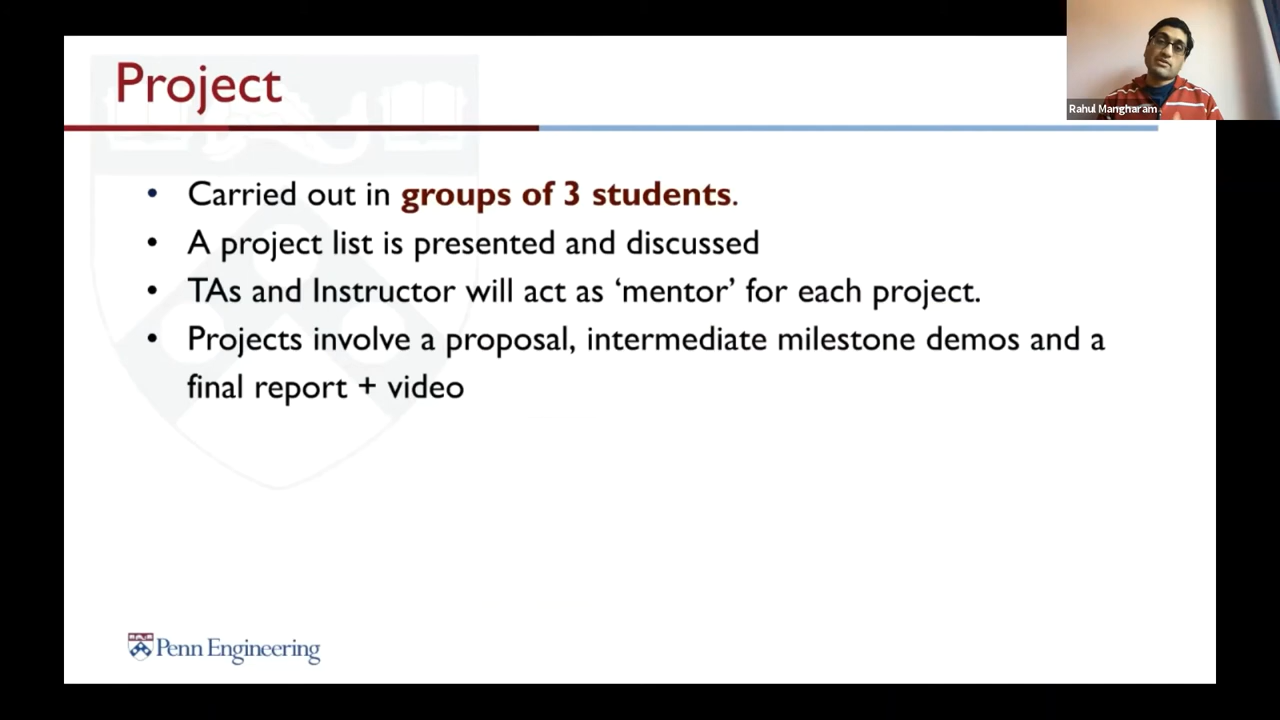 Project
Rahul Mangharam
• Carried out in groups of 3 students.
• A project list is presented and discussed
• TAs and Instructor will act as ‘mentor’ for each project.
• Projects involve a proposal, intermediate milestone demos and a
final report + video
Penn Engineering